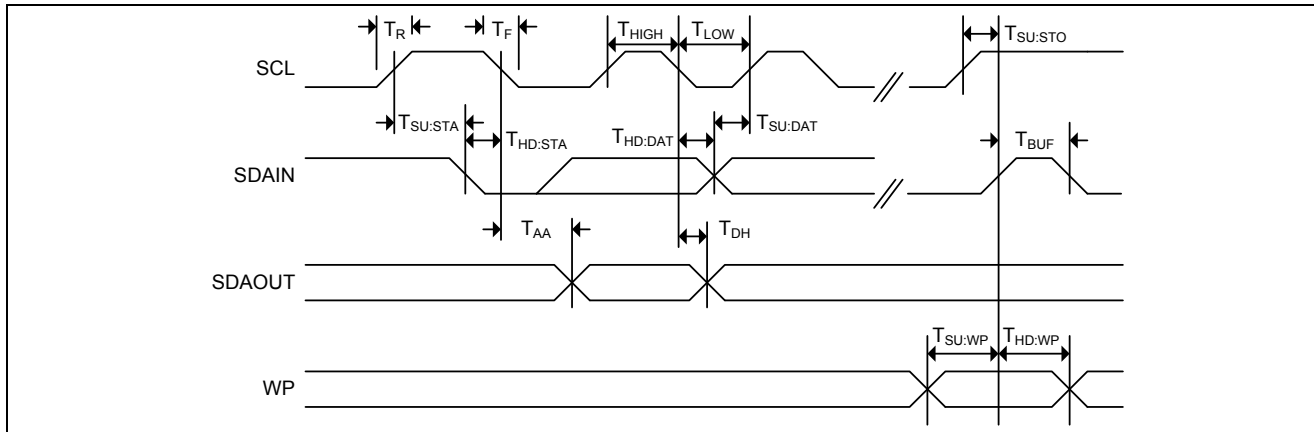 T_R T_F T_HIGH T_LOW T_SU:STO
SCL
T_SU:STA T_HD:STA T_HD:DAT T_SU:DAT T_BUF
SDAIN
T_AA T_DH
SDAOUT
T_SU:WP T_HD:WP
WP